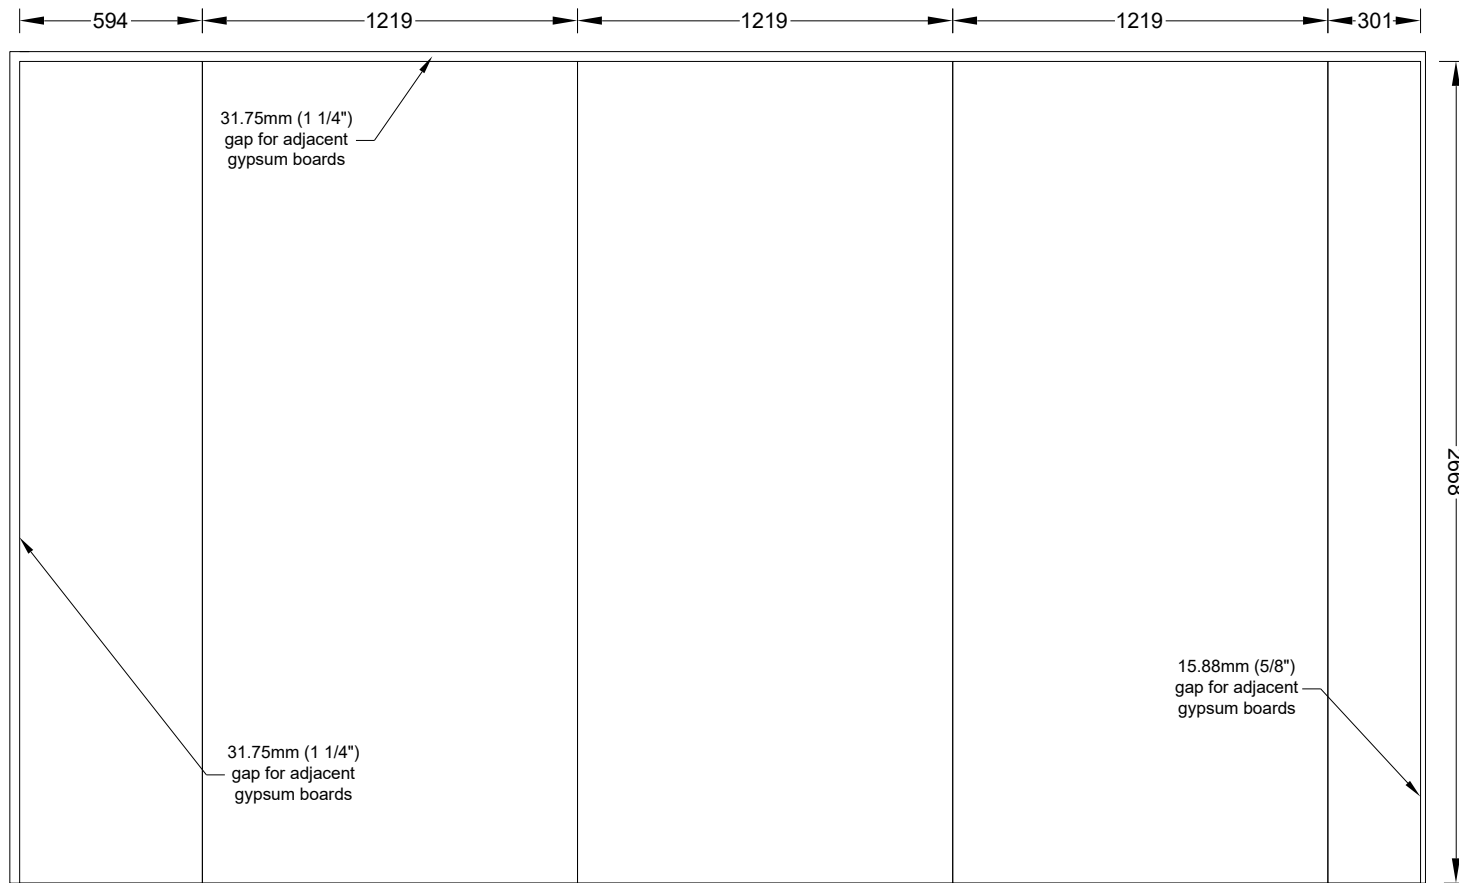 594 1219 1219 1219 301
31.75mm (1 1/4")
gap for adjacent
gypsum boards
2668
15.88mm (5/8")
gap for adjacent
gypsum boards
31.75mm (1 1/4")
gap for adjacent
gypsum boards